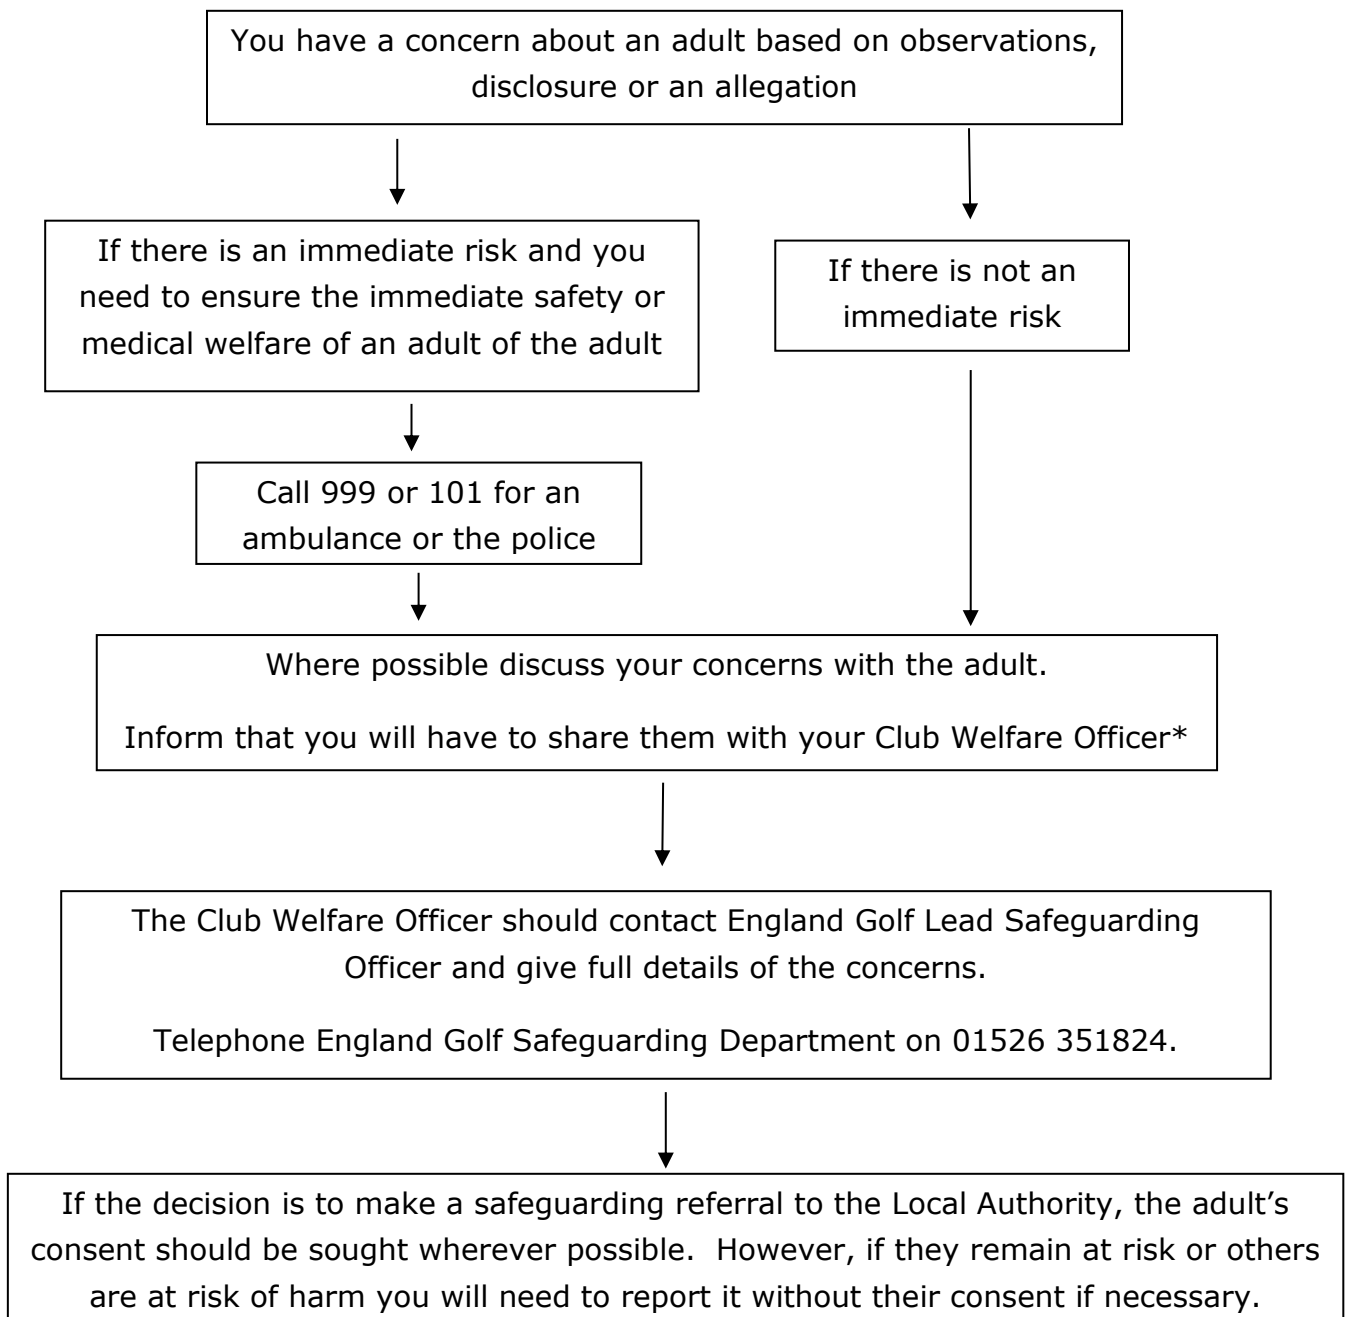 You have a concern about an adult based on observations,
disclosure or an allegation
If there is an immediate risk and you
need to ensure the immediate safety or
medical welfare of an adult of the adult
If there is not an
immediate risk
Call 999 or 101 for an
ambulance or the police
Where possible discuss your concerns with the adult.
Inform that you will have to share them with your Club Welfare Officer*
The Club Welfare Officer should contact England Golf Lead Safeguarding
Officer and give full details of the concerns.
Telephone England Golf Safeguarding Department on 01526 351824.
If the decision is to make a safeguarding referral to the Local Authority, the adult’s
consent should be sought wherever possible.  However, if they remain at risk or others
are at risk of harm you will need to report it without their consent if necessary.